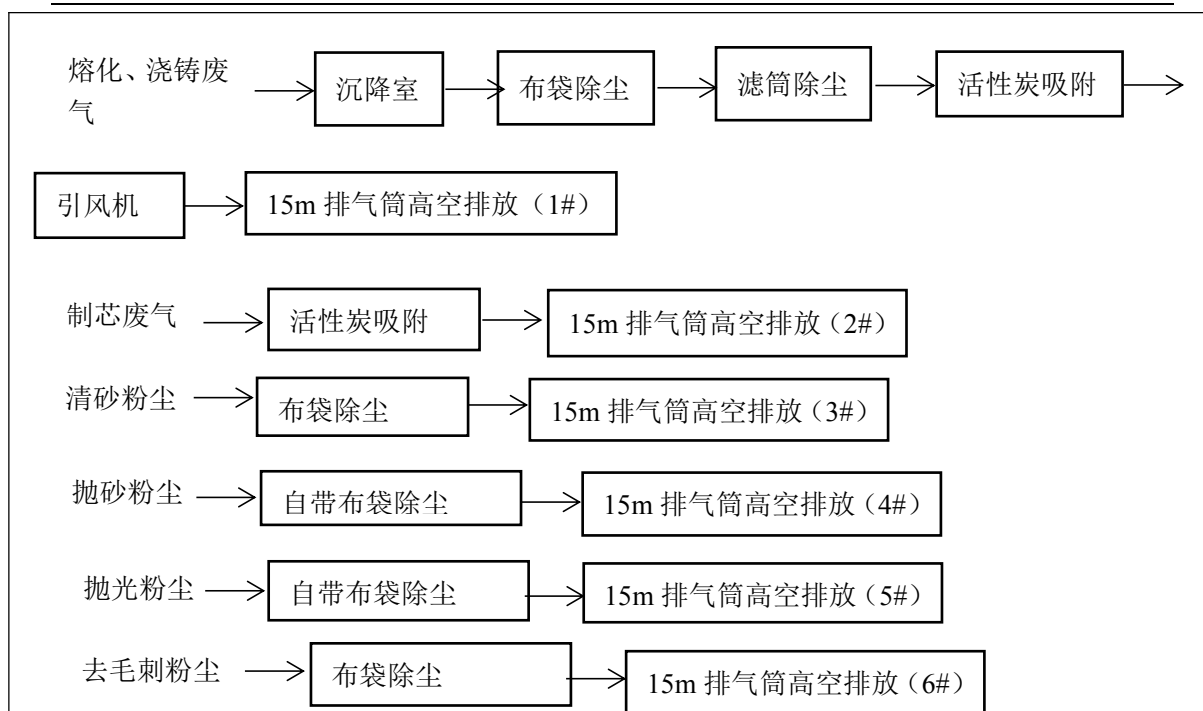 熔化、浇铸废
气
沉降室
布袋除尘
滤筒除尘
活性炭吸附
引风机
15m 排气筒高空排放（1#）
制芯废气
活性炭吸附
15m 排气筒高空排放（2#）
清砂粉尘
布袋除尘
15m 排气筒高空排放（3#）
抛砂粉尘
自带布袋除尘
15m 排气筒高空排放（4#）
抛光粉尘
自带布袋除尘
15m 排气筒高空排放（5#）
去毛刺粉尘
布袋除尘
15m 排气筒高空排放（6#）